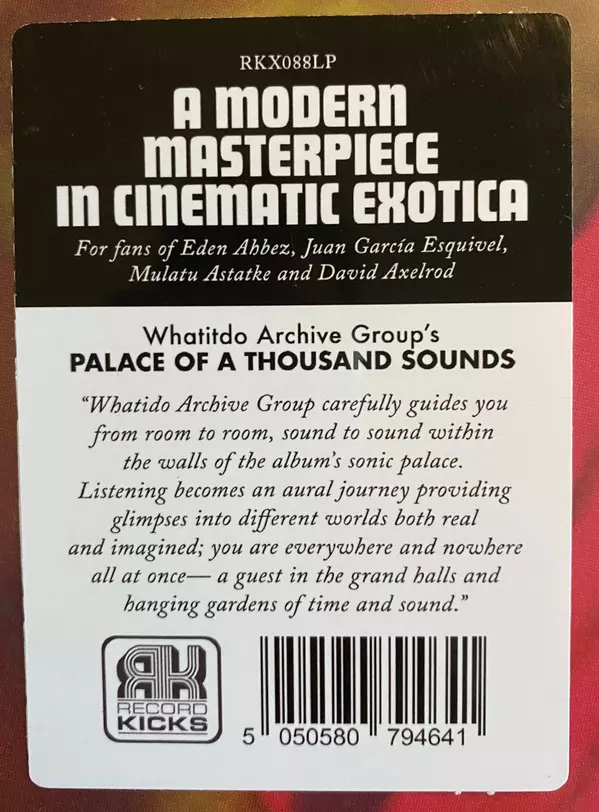 RKX088LP
A MODERN
MASTERPIECE
IN CINEMATIC EXOTICA
For fans of Eden Ahbez, Juan García Esquivel,
Mulatu Astatke and David Axelrod
Whatitdo Archive Group's
PALACE OF A THOUSAND SOUNDS
“Whatido Archive Group carefully guides you
from room to room, sound to sound within
the walls of the album's sonic palace.
Listening becomes an aural journey providing
glimpses into different worlds both real
and imagined; you are everywhere and nowhere
all at once— a guest in the grand halls and
hanging gardens of time and sound.”
RK
RECORD
KICKS
5 050580 794641